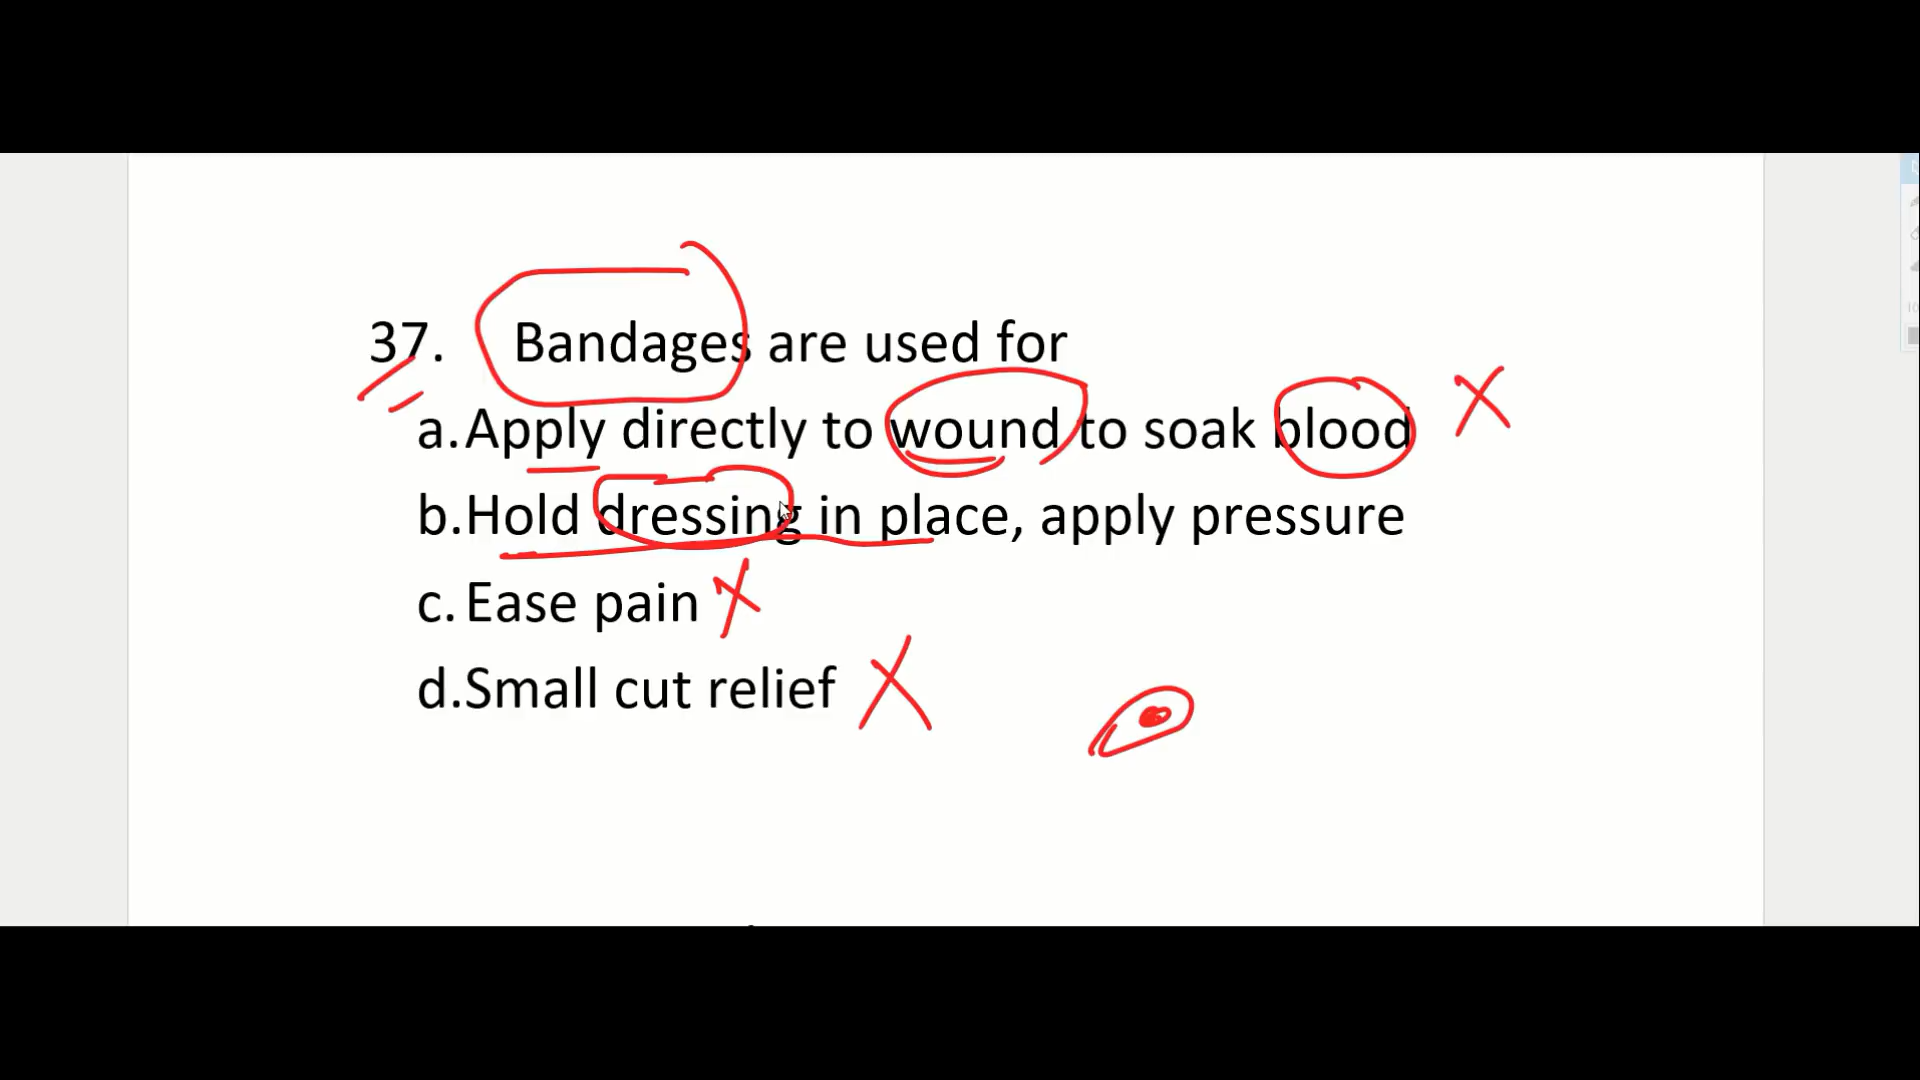 37. Bandages are used for
a. Apply directly to wound to soak blood
b. Hold dressing in place, apply pressure
c. Ease pain
d. Small cut relief